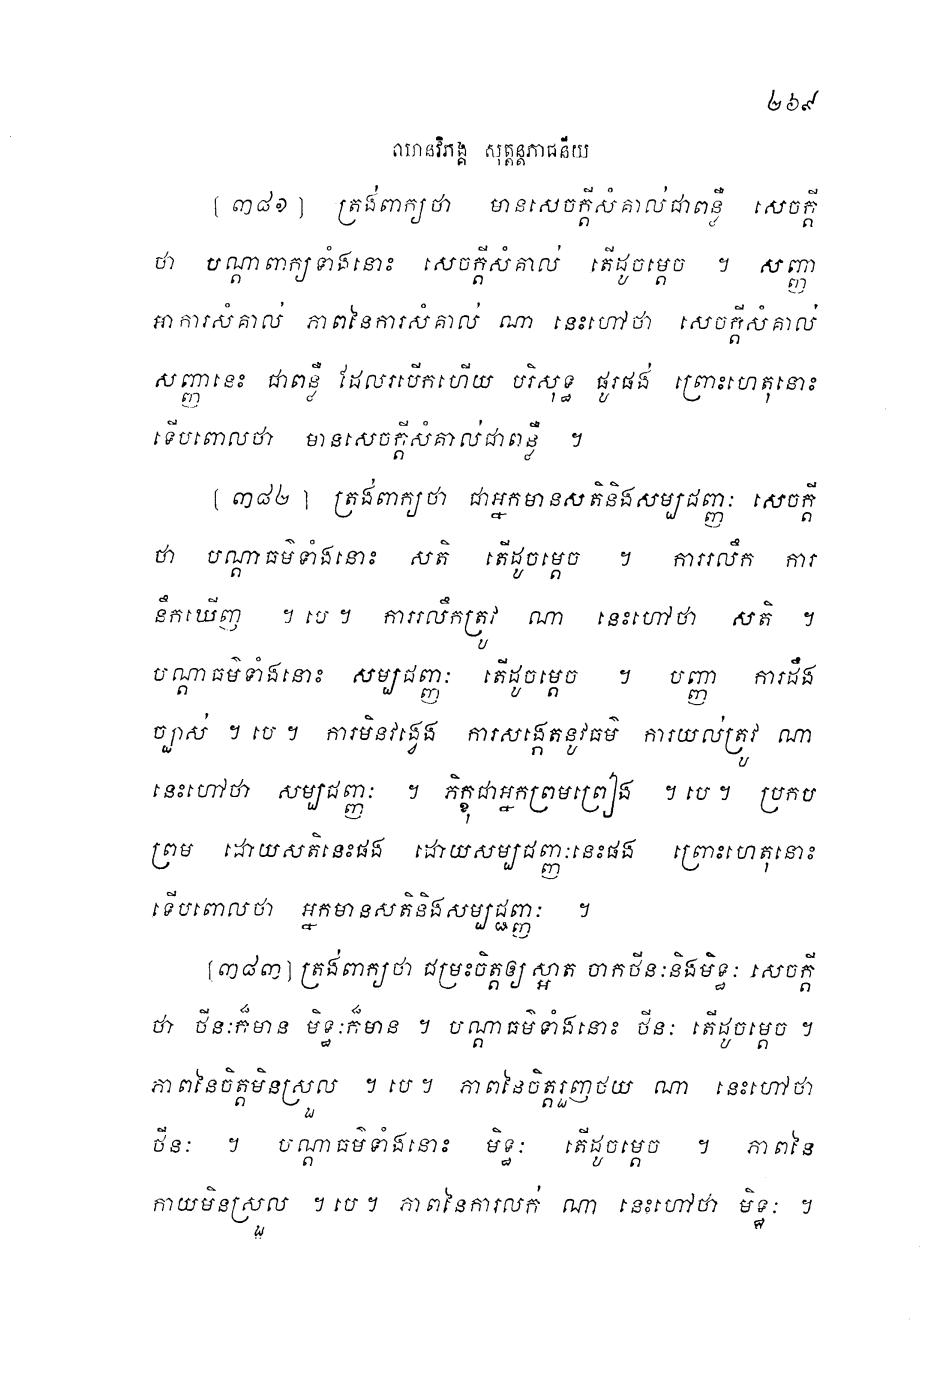 ២៦៩
ឈានវិភង្គ សុត្តន្តភាជនីយ
[៣៨១] ត្រង់ពាក្យថា មានសេចក្តីសំគាល់ជាពន្លឺ សេចក្តី
ថា បណ្តាពាក្យទាំងនោះ សេចក្តីសំគាល់ តើដូចម្តេច ។ សញ្ញា
អាការសំគាល់ ភាពនៃការសំគាល់ ណា នេះហៅថា សេចក្តីសំគាល់
សញ្ញានេះ ជាពន្លឺ ដែលបើកហើយ បរិសុទ្ធ ផូរផង់ ព្រោះហេតុនោះ
ទើបពោលថា មានសេចក្តីសំគាល់ជាពន្លឺ ។
[៣៨២] ត្រង់ពាក្យថា ជាអ្នកមានសតិនិងសម្បជញ្ញៈ សេចក្តី
ថា បណ្តាធម៌ទាំងនោះ សតិ តើដូចម្តេច ។ ការរលឹក ការ
នឹកឃើញ ។ បេ ។ ការរលឹកត្រូវ ណា នេះហៅថា សតិ ។
បណ្តាធម៌ទាំងនោះ សម្បជញ្ញៈ តើដូចម្តេច ។ បញ្ញា ការដឹង
ច្បាស់ ។ បេ ។ ការមិនវង្វេង ការសង្កេតនូវធម៌ ការយល់ត្រូវ ណា
នេះហៅថា សម្បជញ្ញៈ ។ ភិក្ខុជាអ្នកព្រមព្រៀង ។ បេ ។ ប្រកប
ព្រម ដោយសតិនេះផង ដោយសម្បជញ្ញៈនេះផង ព្រោះហេតុនោះ
ទើបពោលថា អ្នកមានសតិនិងសម្បជ្ជញ្ញៈ ។
[៣៨៣] ត្រង់ពាក្យថា ជម្រះចិត្តឲ្យស្អាត ចាកថីនៈនិងមិទ្ធៈ សេចក្តី
ថា ថីនៈក៏មាន មិទ្ធៈក៏មាន ។ បណ្តាធម៌ទាំងនោះ ថីនៈ តើដូចម្តេច ។
ភាពនៃចិត្តមិនស្រួល ។ បេ ។ ភាពនៃចិត្តរួញថយ ណា នេះហៅថា
ថីនៈ ។ បណ្តាធម៌ទាំងនោះ មិទ្ធៈ តើដូចម្តេច ។ ភាពនៃ
កាយមិនស្រួល ។ បេ ។ ភាពនៃការលក់ ណា នេះហៅថា មិទ្ធៈ ។